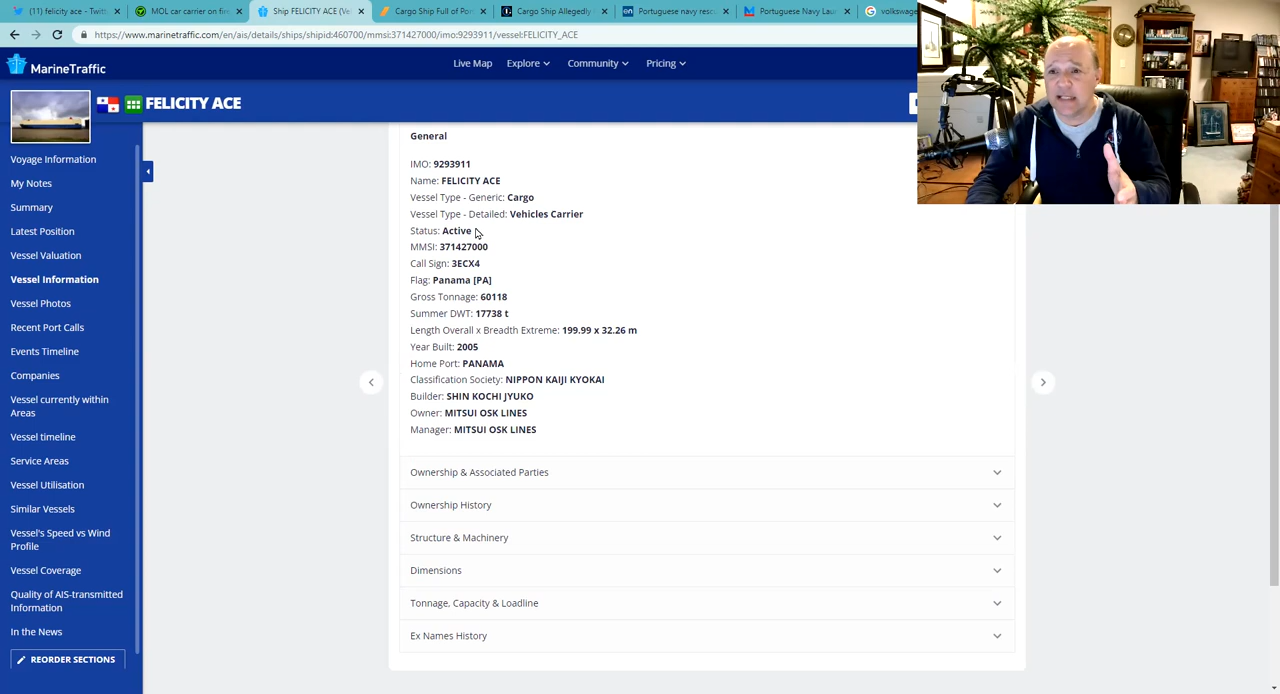 (1) felicity ace - Twitt
MOL car carrier on fire
Ship FELICITY ACE (Ve
Cargo Ship Full of Por
Cargo Ship Allegedly
Portuguese navy resc
Portuguese Navy Laun
volkswage
https://www.marinetraffic.com/en/ais/details/ships/shipid:460700/mmsi:371427000/imo:9293911/vessel:FELICITY_ACE
MarineTraffic
Live Map
Explore
Community
Pricing
FELICITY ACE
Voyage Information
My Notes
Summary
Latest Position
Vessel Valuation
Vessel Information
Vessel Photos
Recent Port Calls
Events Timeline
Companies
Vessel currently within
Areas
Vessel timeline
Service Areas
Vessel Utilisation
Similar Vessels
Vessel's Speed vs Wind
Profile
Vessel Coverage
Quality of AIS-transmitted
Information
In the News
REORDER SECTIONS
General
IMO: 9293911
Name: FELICITY ACE
Vessel Type - Generic: Cargo
Vessel Type - Detailed: Vehicles Carrier
Status: Active
MMSI: 371427000
Call Sign: 3ECX4
Flag: Panama [PA]
Gross Tonnage: 60118
Summer DWT: 17738 t
Length Overall x Breadth Extreme: 199.99 x 32.26 m
Year Built: 2005
Home Port: PANAMA
Classification Society: NIPPON KAIJI KYOKAI
Builder: SHIN KOCHI JYUKO
Owner: MITSUI OSK LINES
Manager: MITSUI OSK LINES
Ownership & Associated Parties
Ownership History
Structure & Machinery
Dimensions
Tonnage, Capacity & Loadline
Ex Names History